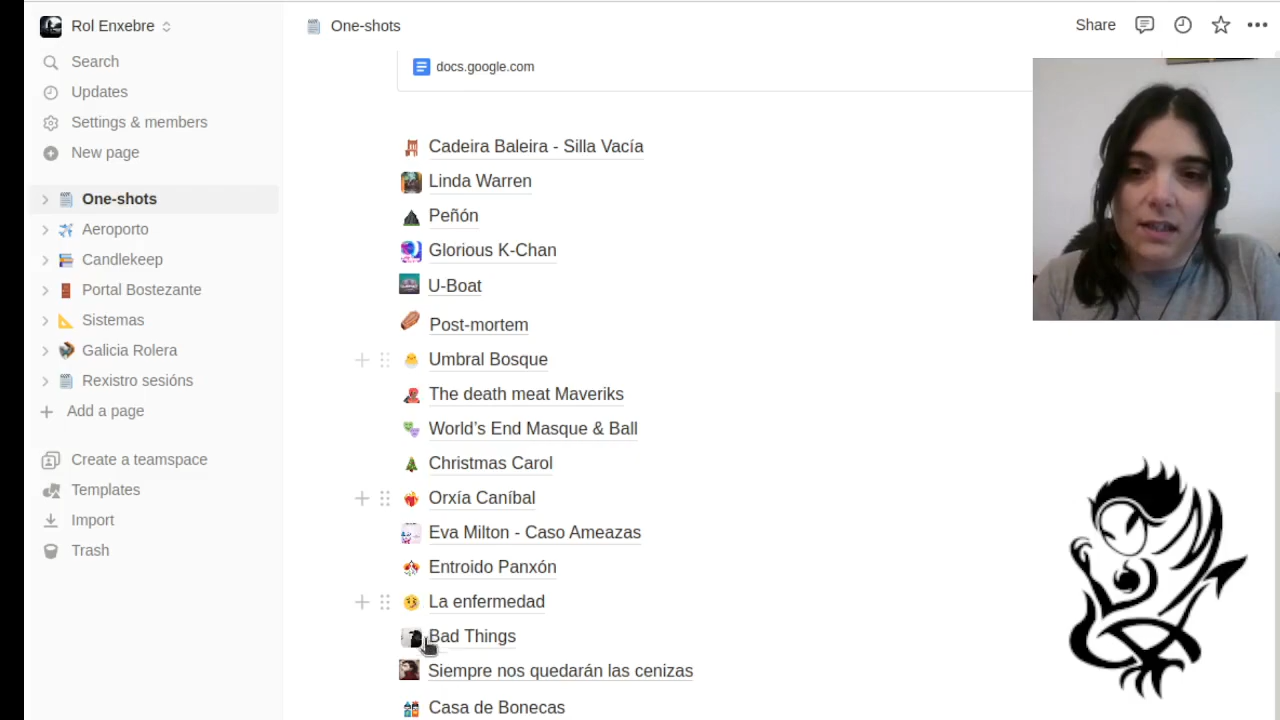 Rol Enxebre
Search
Updates
Settings & members
New page
One-shots
Aeroporto
Candlekeep
Portal Bostezante
Sistemas
Galicia Rolera
Rexistro sesións
Add a page
Create a teamspace
Templates
Import
Trash
One-shots
Share
docs.google.com
Cadeira Baleira - Silla Vacía
Linda Warren
Peñón
Glorious K-Chan
U-Boat
Post-mortem
Umbral Bosque
The death meat Maveriks
World’s End Masque & Ball
Christmas Carol
Orxía Caníbal
Eva Milton - Caso Ameazas
Entroido Panxón
La enfermedad
Bad Things
Siempre nos quedarán las cenizas
Casa de Bonecas